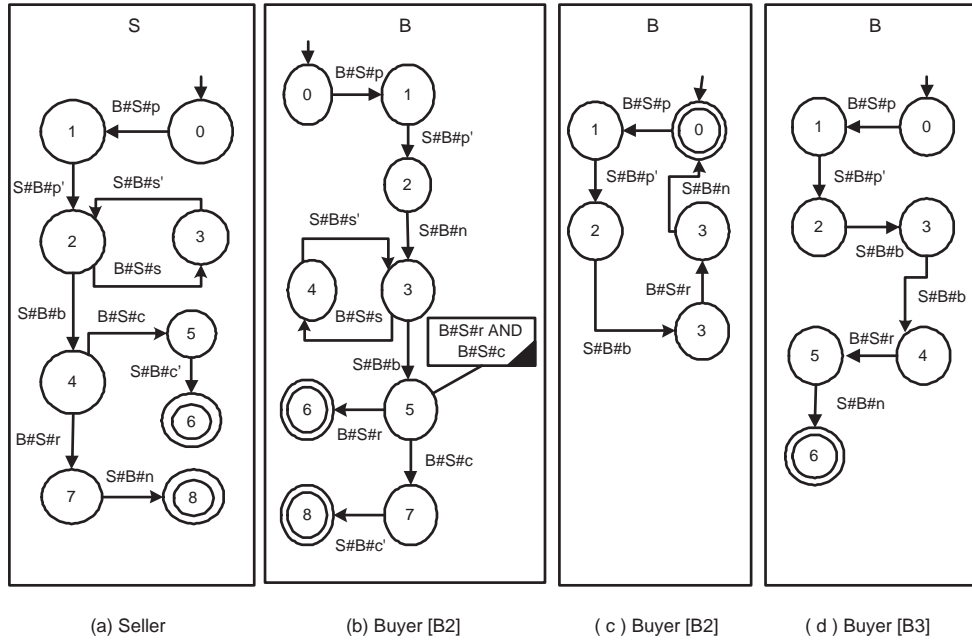 S
B#S#p
1
0
S#B#p'
S#B#s'
2
3
B#S#s
S#B#b
B#S#c
5
S#B#c'
4
6
B#S#r
S#B#n
7
8
(a) Seller
B
0
B#S#p
1
S#B#p'
2
S#B#n
S#B#s'
4
3
B#S#s
B#S#r AND
B#S#c
S#B#b
6
5
B#S#r
B#S#c
8
7
S#B#c'
(b) Buyer [B2]
B
B#S#p
1
0
S#B#p'
S#B#n
2
3
B#S#r
3
S#B#b
( c ) Buyer [B2]
B
B#S#p
1
0
S#B#p'
2
3
S#B#b
S#B#b
B#S#r
5
4
S#B#n
6
( d ) Buyer [B3]